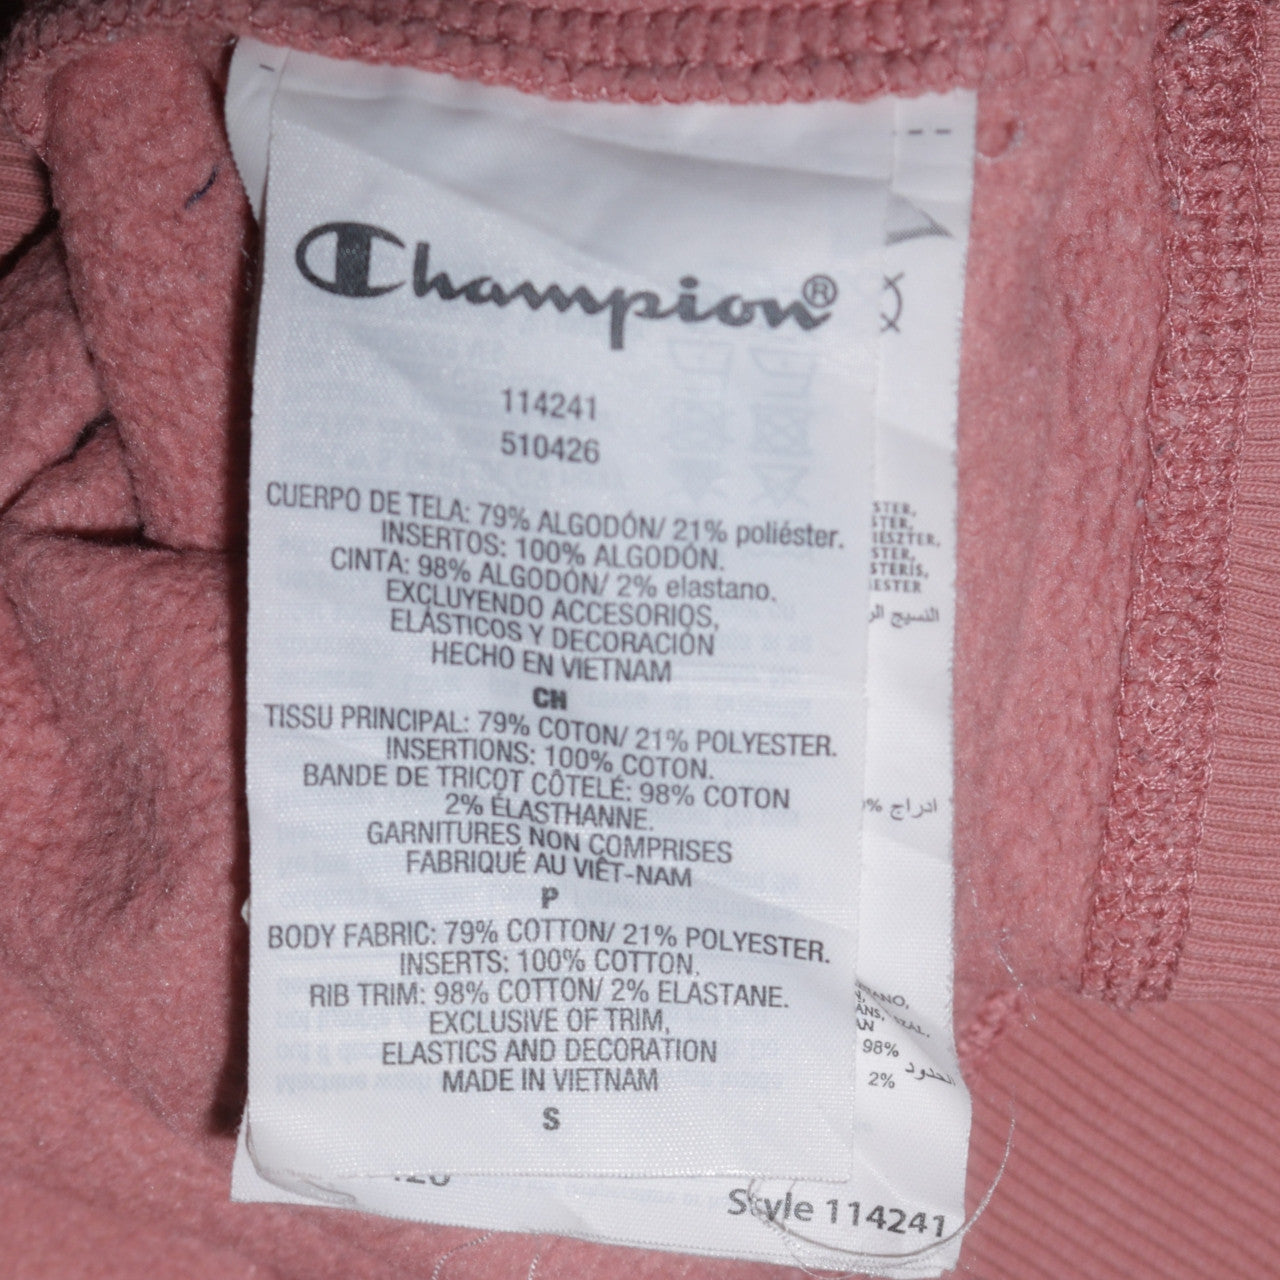 Champion®
114241
510426
CUERPO DE TELA: 79% ALGODÓN/ 21% poliéster.
INSERTOS: 100% ALGODÓN.
CINTA: 98% ALGODÓN/ 2% elastano.
EXCLUYENDO ACCESORIOS,
ELÁSTICOS Y DECORACIÓN
HECHO EN VIETNAM
CH
TISSU PRINCIPAL: 79% COTON/ 21% POLYESTER.
INSERTIONS: 100% COTON.
BANDE DE TRICOT CÔTELÉ: 98% COTON
2% ÉLASTHANNE.
GARNITURES NON COMPRISES
FABRIQUÉ AU VIÊT-NAM
P
BODY FABRIC: 79% COTTON/ 21% POLYESTER.
INSERTS: 100% COTTON.
RIB TRIM: 98% COTTON/ 2% ELASTANE.
EXCLUSIVE OF TRIM,
ELASTICS AND DECORATION
MADE IN VIETNAM
S
النسيج
ادراج %
98%
2%
Style 114241